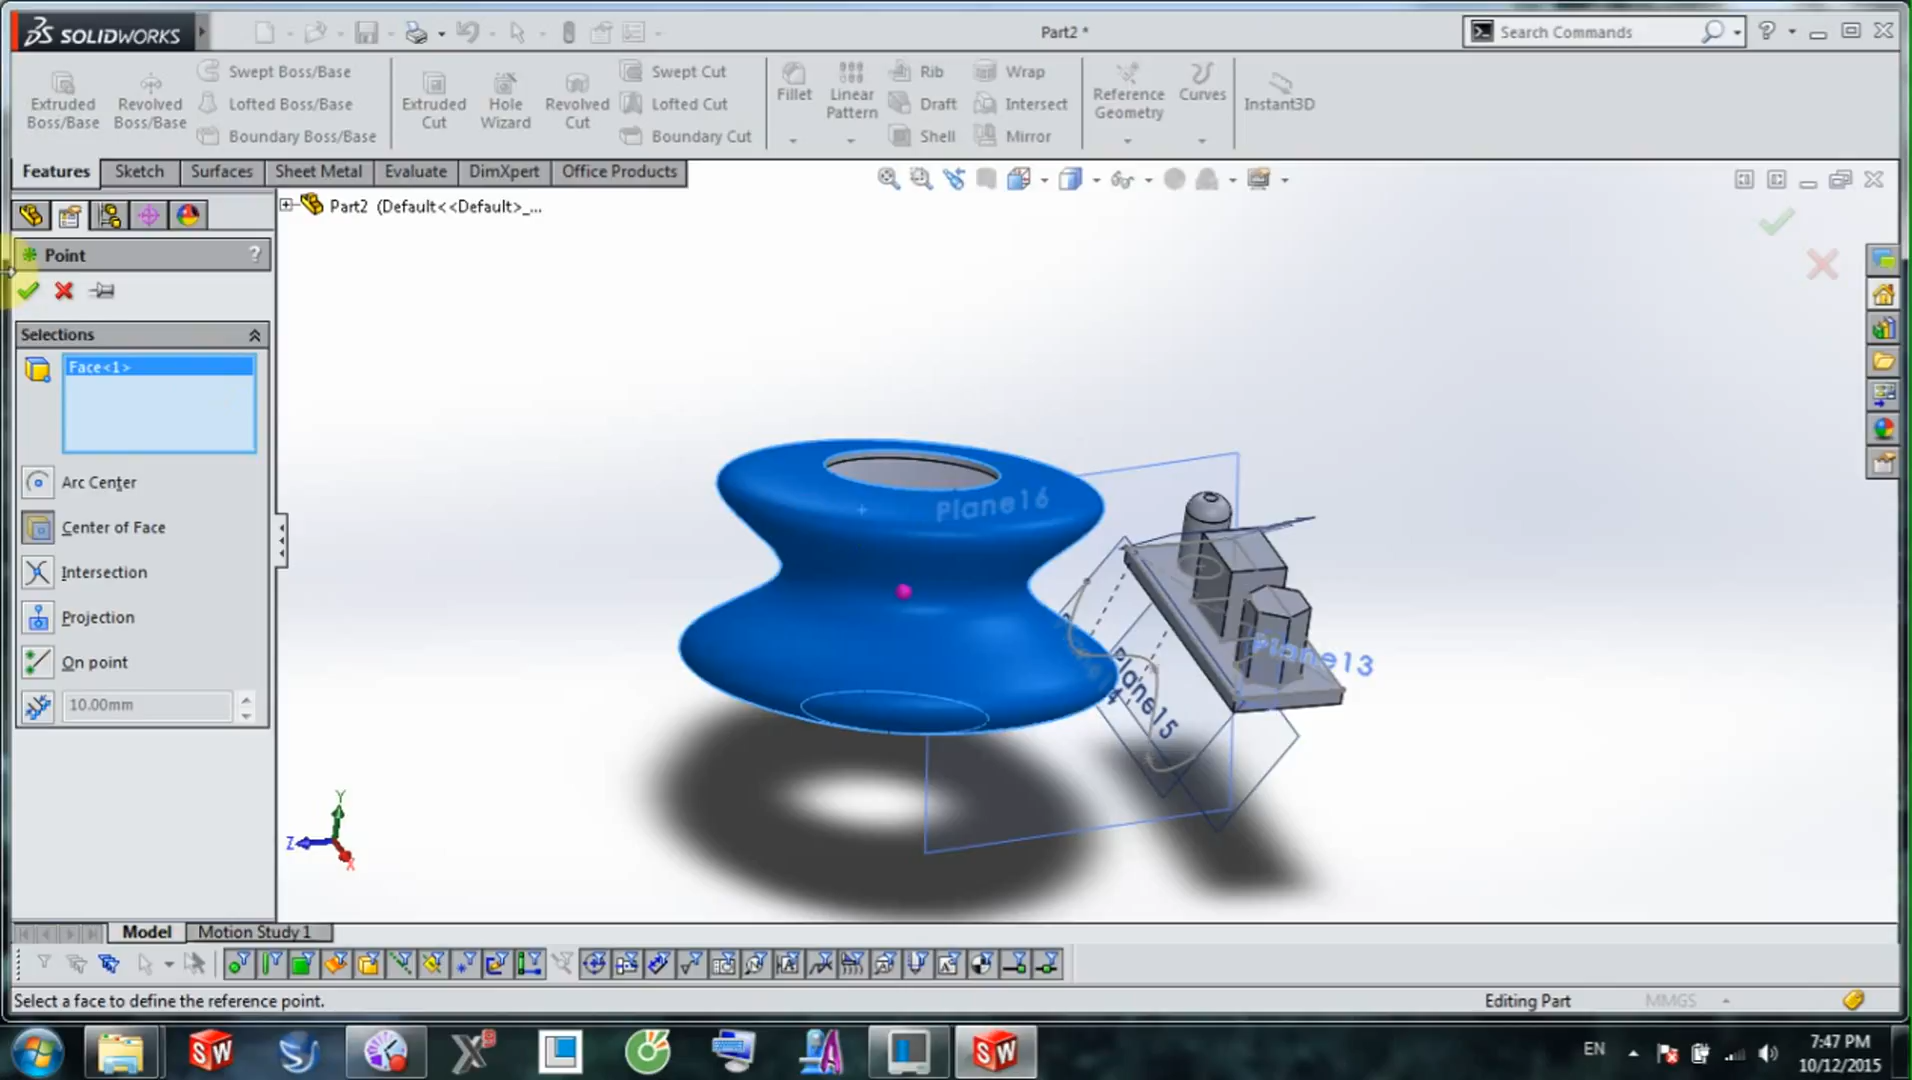 SOLIDWORKS
Part2 *
Search Commands
Extruded Boss/Base
Revolved Boss/Base
Swept Boss/Base
Lofted Boss/Base
Boundary Boss/Base
Extruded Cut
Hole Wizard
Revolved Cut
Swept Cut
Lofted Cut
Boundary Cut
Fillet
Linear Pattern
Rib
Draft
Shell
Wrap
Intersect
Mirror
Reference Geometry
Curves
Instant3D
Features
Sketch
Surfaces
Sheet Metal
Evaluate
DimXpert
Office Products
Part2 (Default<<Default>_...
Point
?
Selections
Face<1>
Arc Center
Center of Face
Intersection
Projection
On point
10.00mm
Plane16
Plane13
Plane15
Y
Z
X
Model
Motion Study 1
Select a face to define the reference point.
Editing Part
MMGS
EN
7:47 PM
10/12/2015